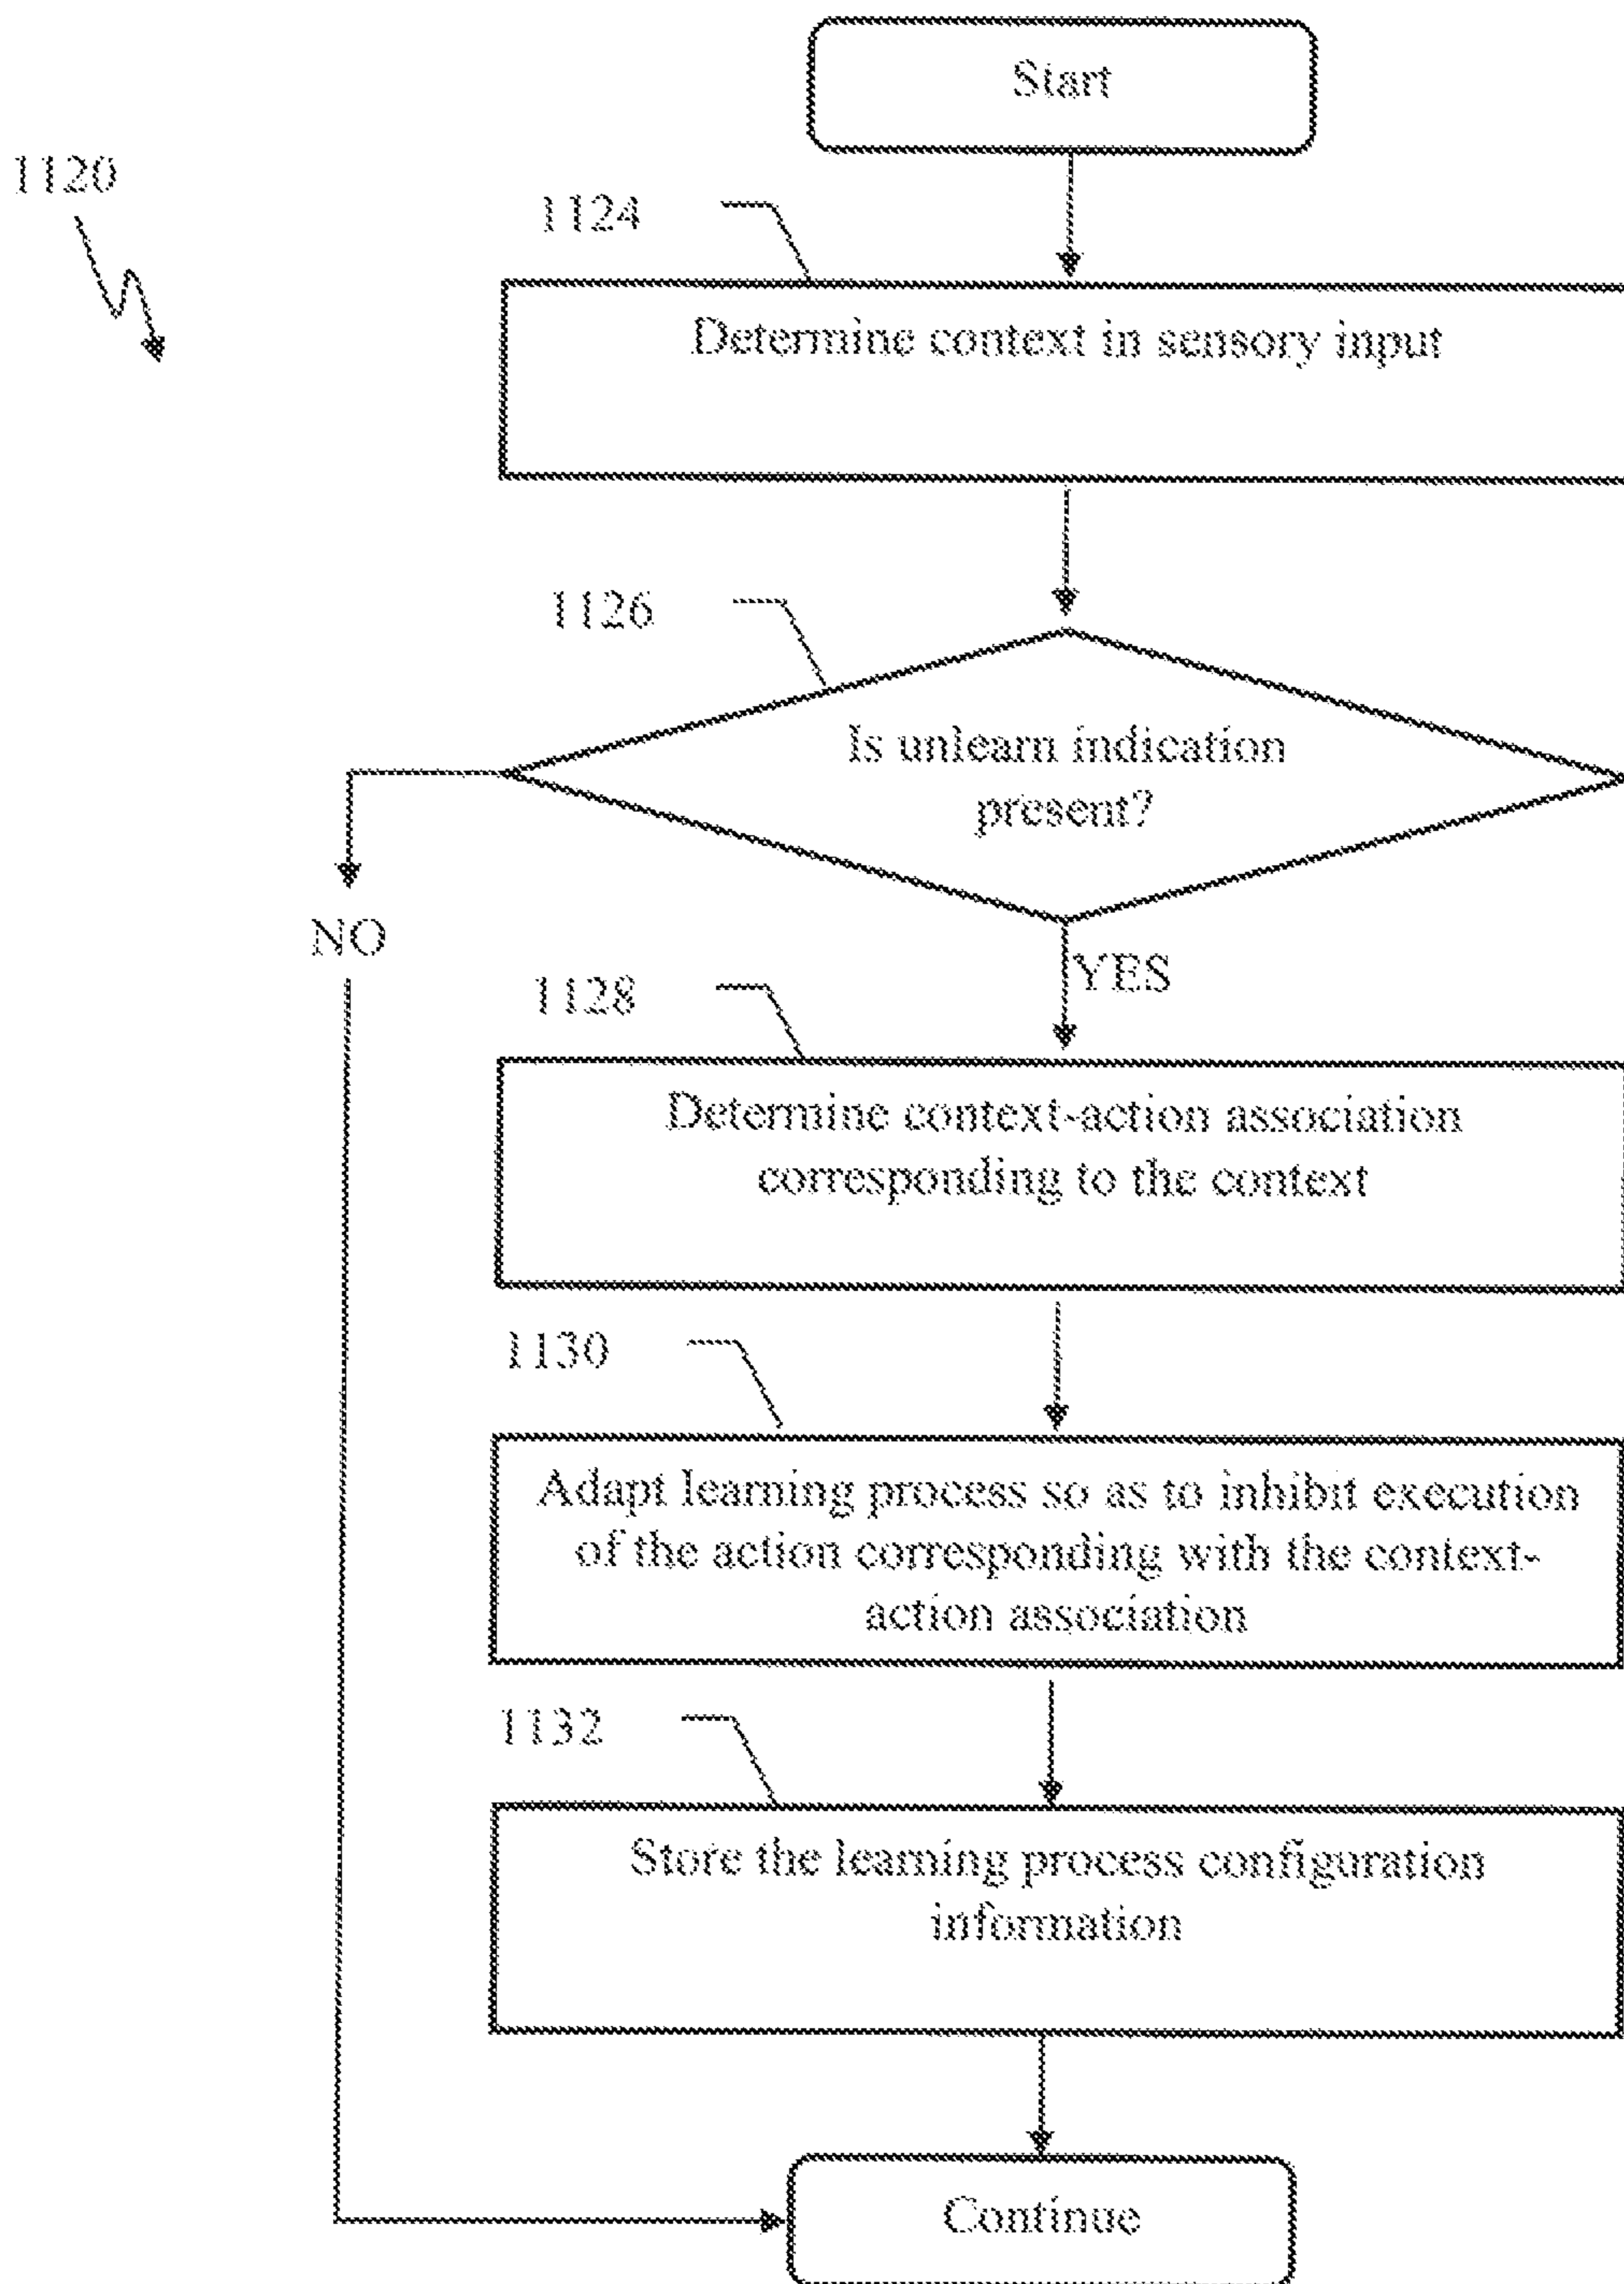 Start
1120
1124
Determine context in sensory input
1126
Is unlearn indication
present?
NO
YES
1128
Determine context-action association
corresponding to the context
1130
Adapt learning process so as to inhibit execution
of the action corresponding with the context-
action association
1132
Store the learning process configuration
information
Continue